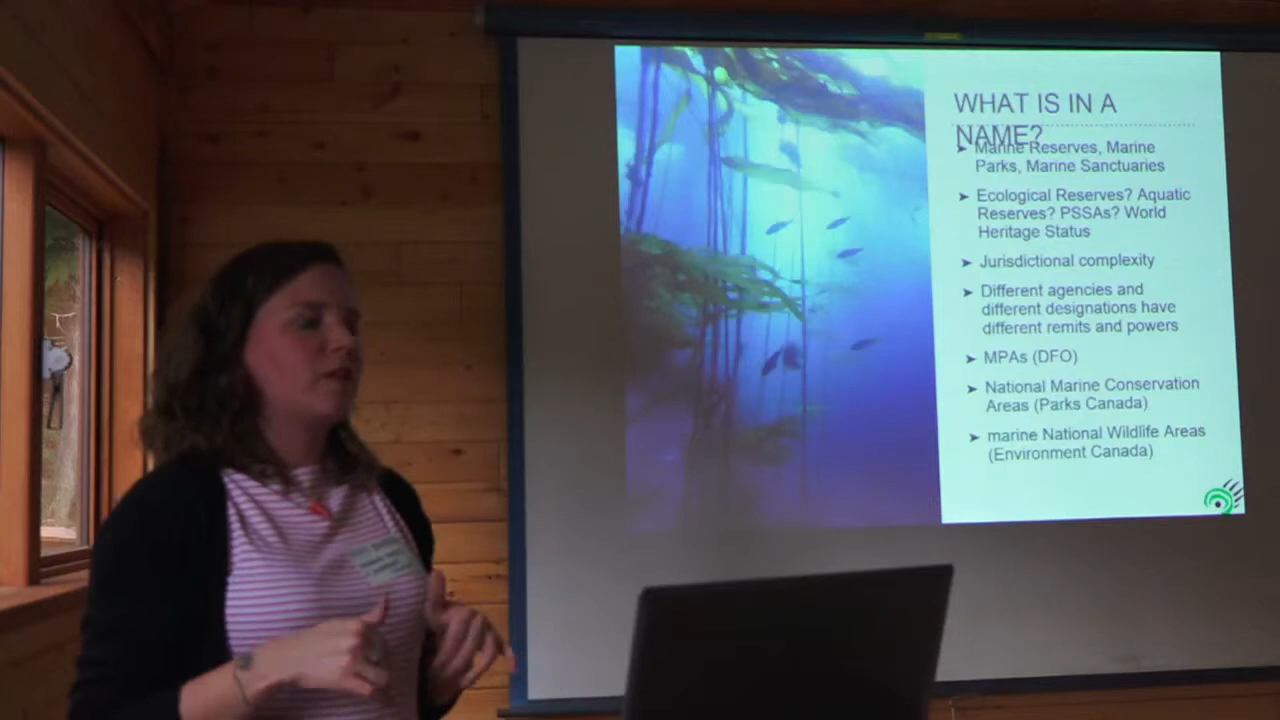 WHAT IS IN A
NAME?
➤ Marine Reserves, Marine
Parks, Marine Sanctuaries
➤ Ecological Reserves? Aquatic
Reserves? PSSAs? World
Heritage Status
➤ Jurisdictional complexity
➤ Different agencies and
different designations have
different remits and powers
➤ MPAs (DFO)
➤ National Marine Conservation
Areas (Parks Canada)
➤ marine National Wildlife Areas
(Environment Canada)